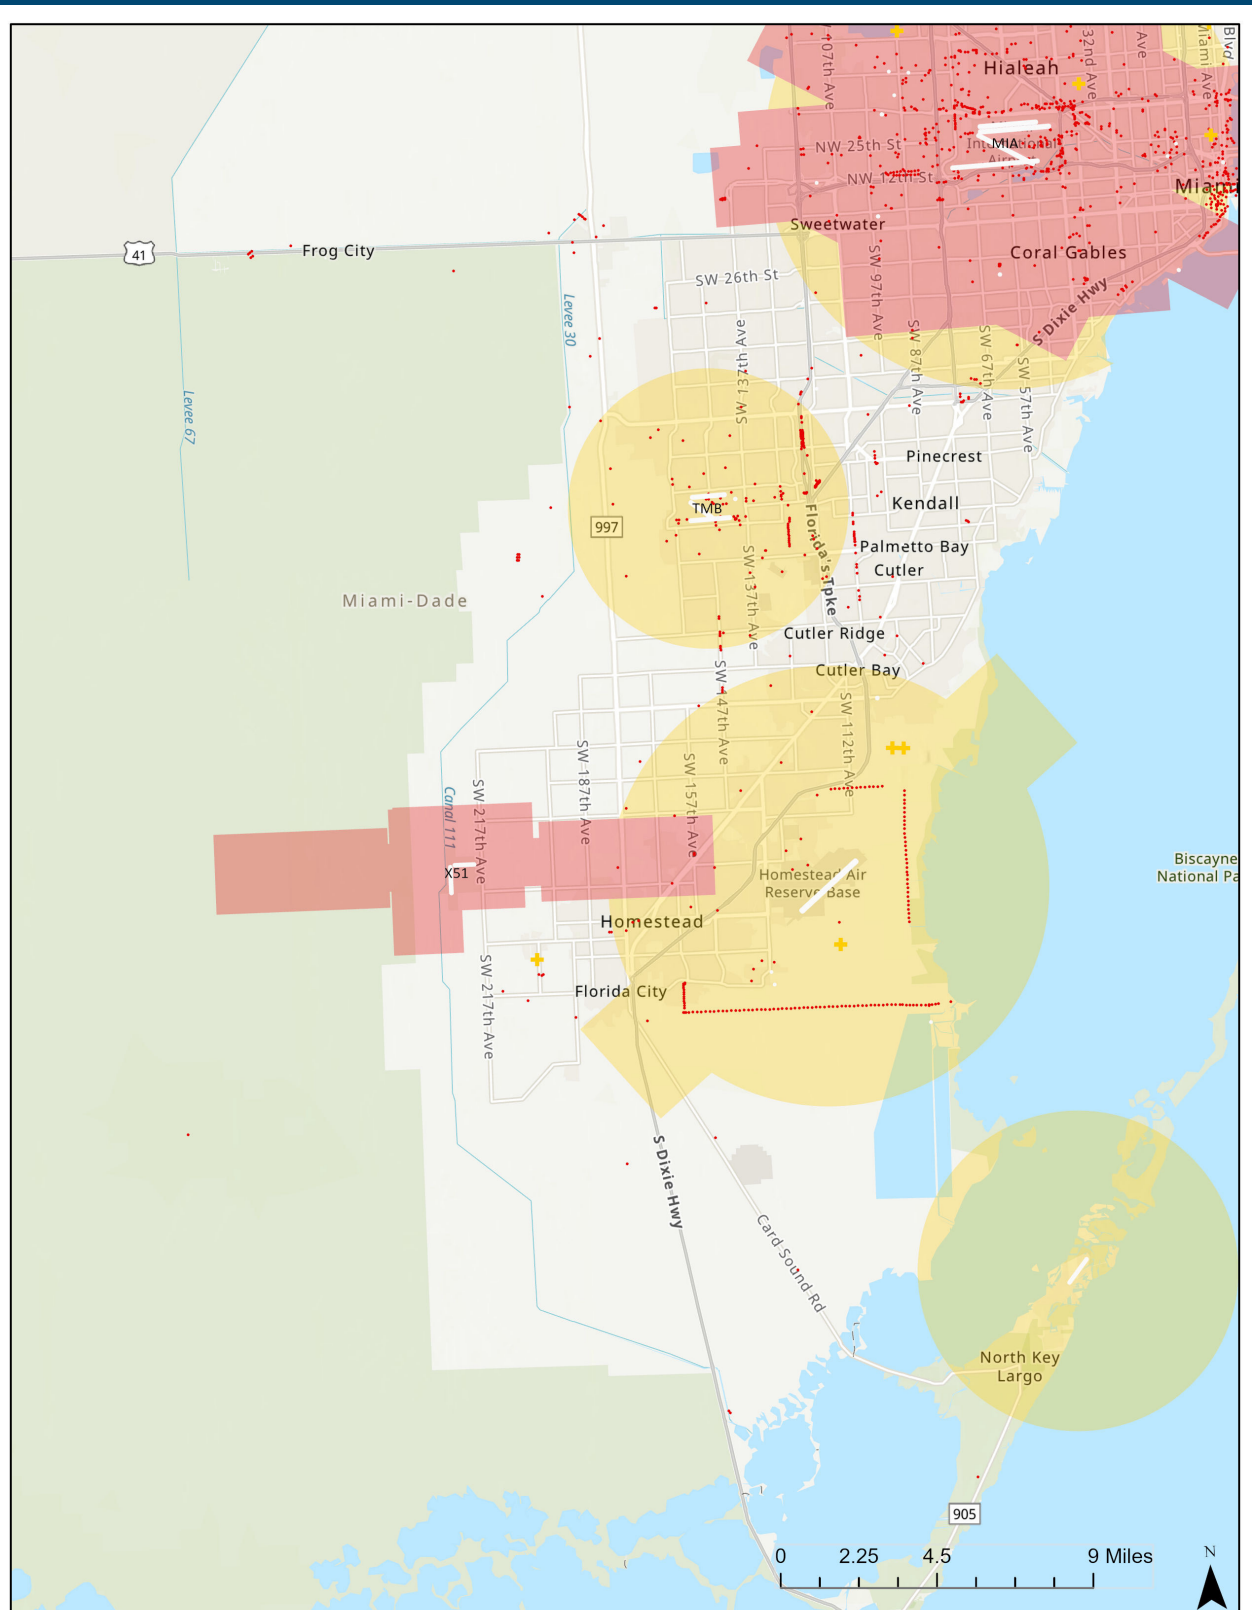 107th Ave
32nd Ave
Ave
Miami Ave
Blvd
Hialeah
NW 25th St
International
Airport
MIA
NW 12th St
Miami
Sweetwater
41
Frog City
Coral Gables
SW 26th St
SW 97th Ave
Levee 30
S Dixie Hwy
SW 137th Ave
SW 87th Ave
SW 67th Ave
SW 57th Ave
Levee 67
Pinecrest
Kendall
TMB
997
Florida's Tpke
Palmetto Bay
Cutler
SW 137th Ave
Miami-Dade
Cutler Ridge
Cutler Bay
SW 147th Ave
SW 112th Ave
SW 187th Ave
SW 157th Ave
Canal 111
SW 217th Ave
X51
Homestead Air
Reserve Base
Biscayne
National Pa
Homestead
SW 217th Ave
Florida City
S Dixie Hwy
Card Sound Rd
North Key
Largo
905
0 2.25 4.5 9 Miles
N